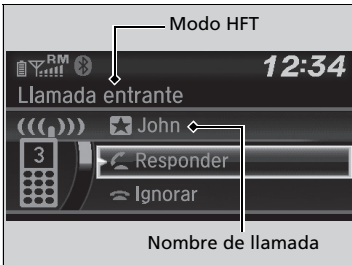 Modo HFT
RM
12:34
Llamada entrante
John
3
Responder
Ignorar
Nombre de llamada